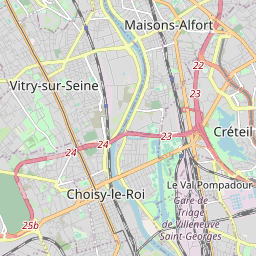 Maisons-Alfort
22
Vitry-sur-Seine
23
24
23
Créteil
24
Le Val Pompadour
Choisy-le-Roi
Gare de
Triage
de Villeneuve
Saint-Georges
25b